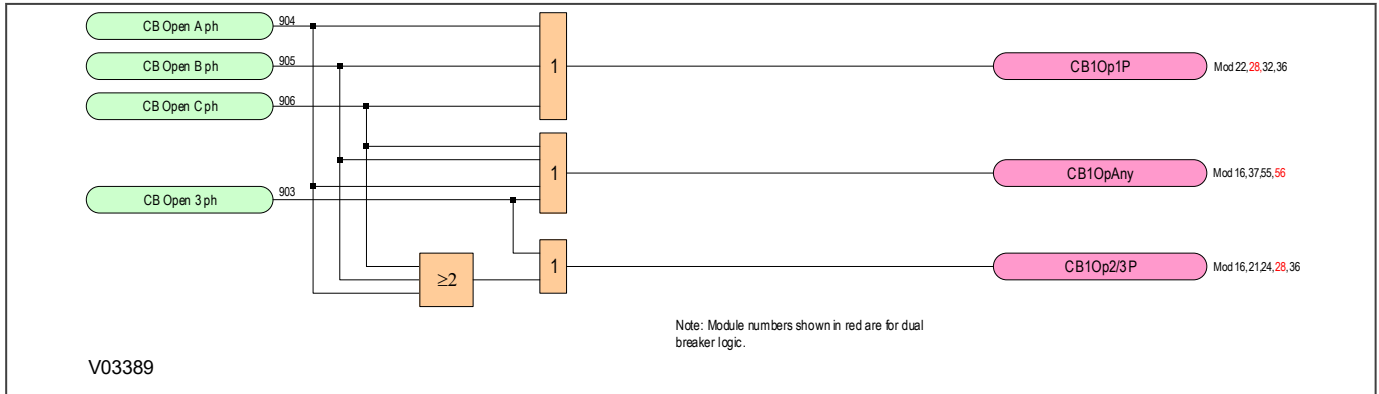 CB Open A ph
904
CB Open B ph
905
1
CB1Op1P
Mod 22,28,32,36
CB Open C ph
906
1
CB1OpAny
Mod 16,37,55,56
CB Open 3 ph
903
≥2
1
CB1Op2/3P
Mod 16,21,24,28,36
Note: Module numbers shown in red are for dual
breaker logic.
V03389